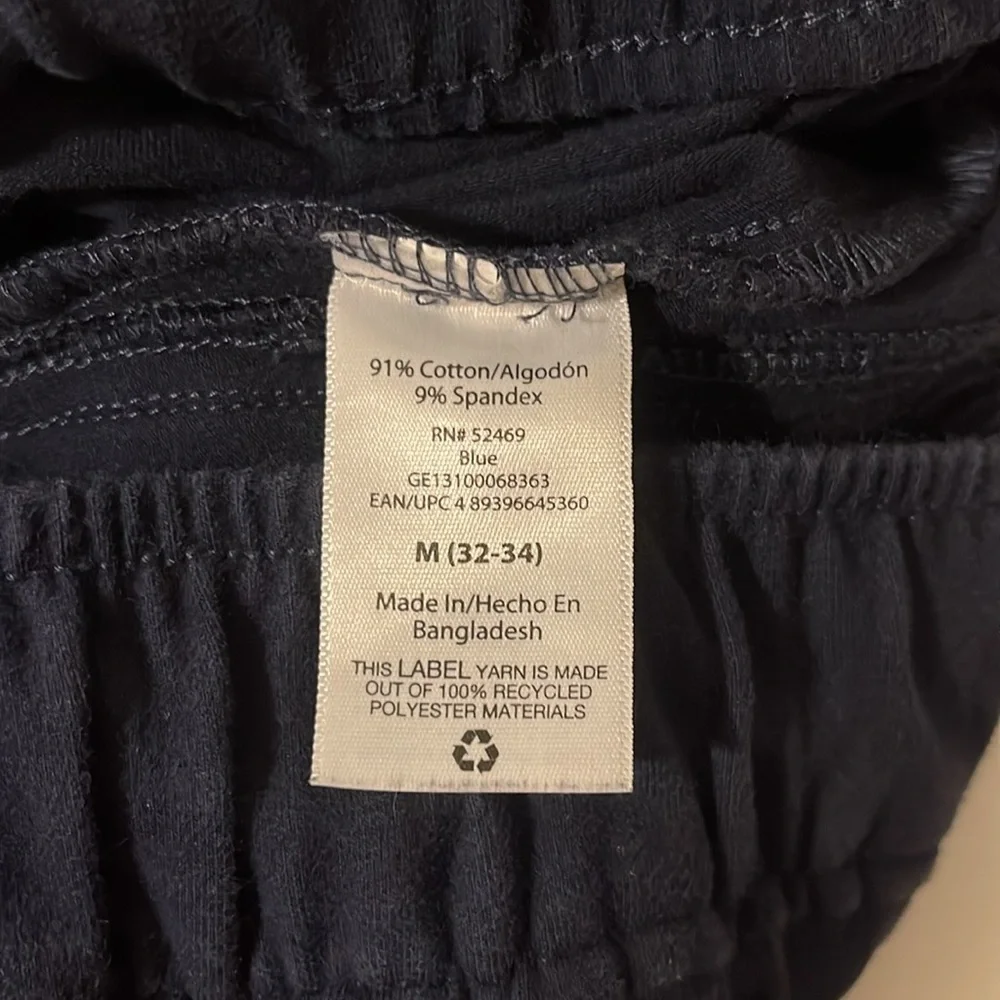 91% Cotton/Algodón
9% Spandex
RN# 52469
Blue
GE13100068363
EAN/UPC 4 89396645360
M (32-34)
Made In/Hecho En
Bangladesh
THIS LABEL YARN IS MADE
OUT OF 100% RECYCLED
POLYESTER MATERIALS